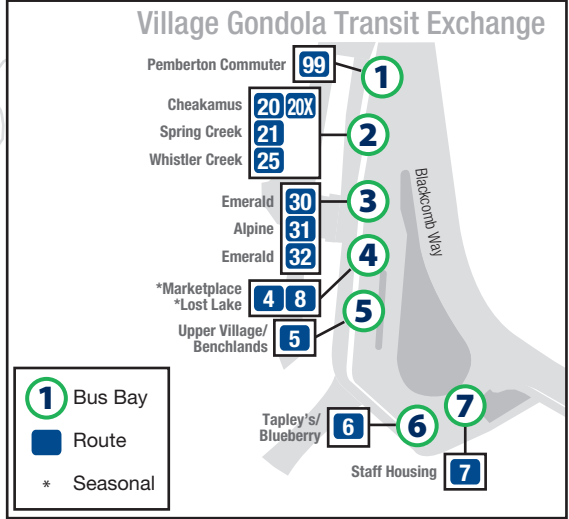 Village Gondola Transit Exchange
Pemberton Commuter 99 1
Cheakamus 20 20X
Spring Creek 21 2
Whistler Creek 25
Emerald 30 3
Alpine 31
Emerald 32
4
*Marketplace
*Lost Lake 4 8
5
Upper Village/
Benchlands 5
Blackcomb Way
1 Bus Bay
Route
* Seasonal
Tapley's/
Blueberry 6 6
7
Staff Housing 7